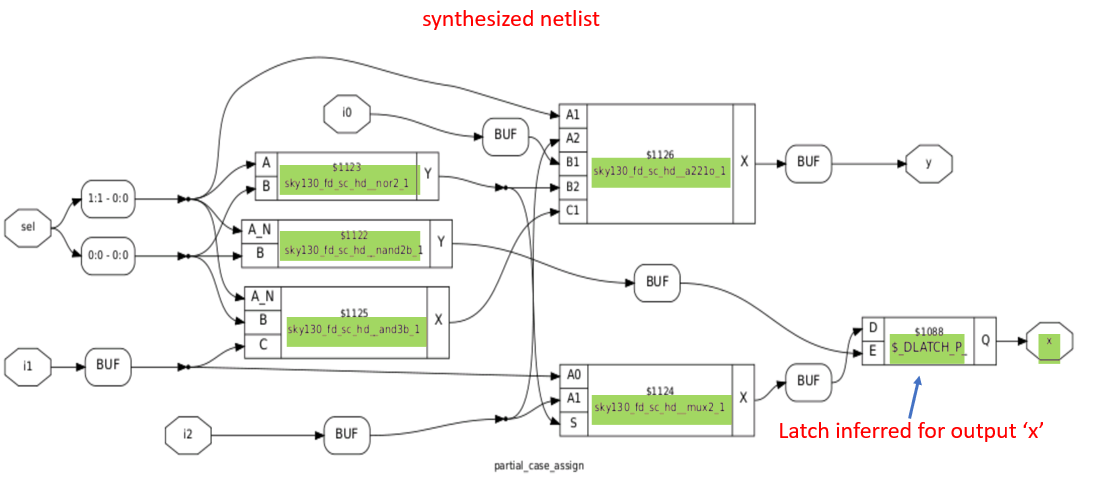 synthesized netlist
i0
BUF
A1
A2
B1
B2
C1
$1126
sky130_fd_sc_hd__a221o_1
X
BUF
y
A
B
$1123
sky130_fd_sc_hd__nor2_1
Y
1:1 - 0:0
sel
0:0 - 0:0
A_N
B
$1122
sky130_fd_sc_hd__nand2b_1
Y
BUF
A_N
B
C
$1125
sky130_fd_sc_hd__and3b_1
X
D
E
$1088
$_DLATCH_P_
Q
x
i1
BUF
A0
A1
S
$1124
sky130_fd_sc_hd__mux2_1
X
BUF
i2
BUF
Latch inferred for output ‘x’
partial_case_assign